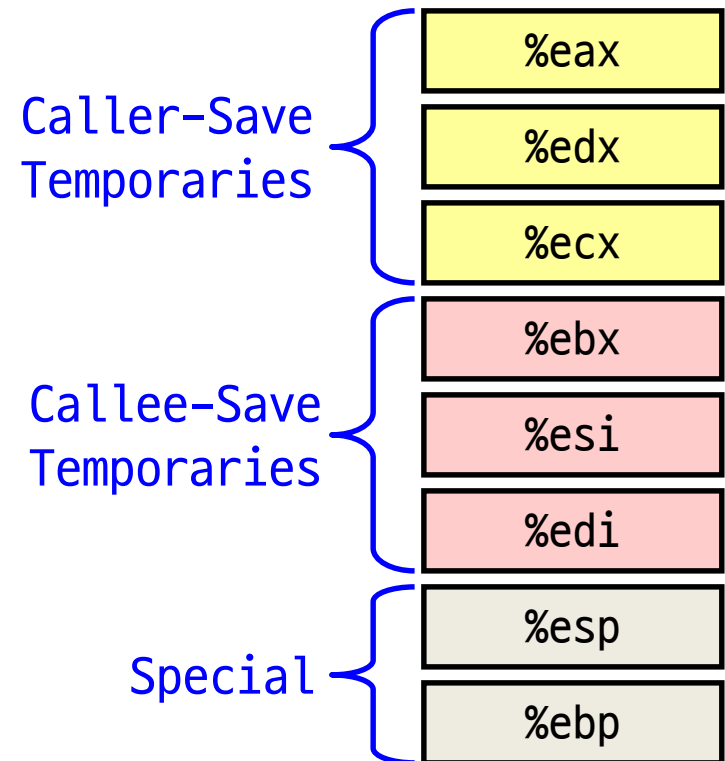 %eax
Caller-Save
Temporaries
%edx
%ecx
%ebx
Callee-Save
Temporaries
%esi
%edi
%esp
Special
%ebp